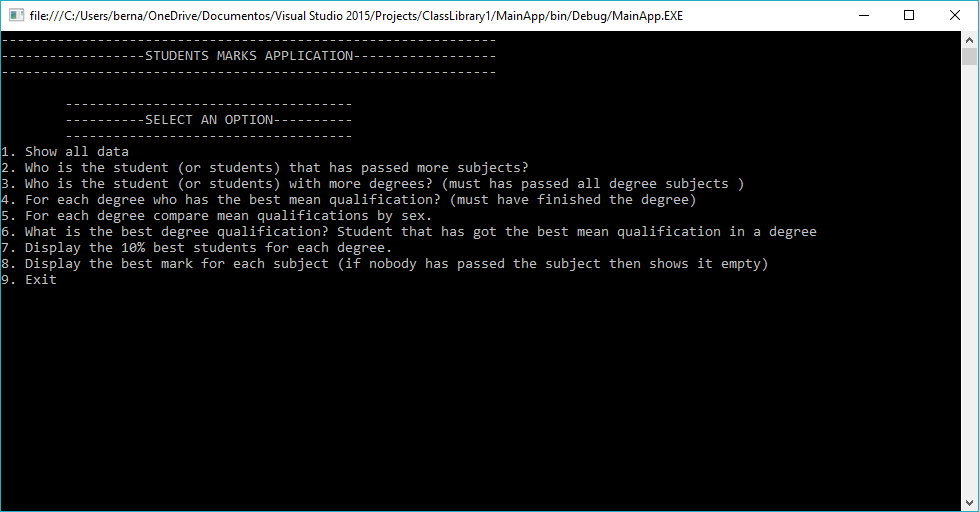 file:///C:/Users/berna/OneDrive/Documentos/Visual Studio 2015/Projects/ClassLibrary1/MainApp/bin/Debug/MainApp.EXE
--------------------------------------------------------------
------------------STUDENTS MARKS APPLICATION------------------
--------------------------------------------------------------
------------------------------------
----------SELECT AN OPTION----------
------------------------------------
1. Show all data
2. Who is the student (or students) that has passed more subjects?
3. Who is the student (or students) with more degrees? (must has passed all degree subjects )
4. For each degree who has the best mean qualification? (must have finished the degree)
5. For each degree compare mean qualifications by sex.
6. What is the best degree qualification? Student that has got the best mean qualification in a degree
7. Display the 10% best students for each degree.
8. Display the best mark for each subject (if nobody has passed the subject then shows it empty)
9. Exit